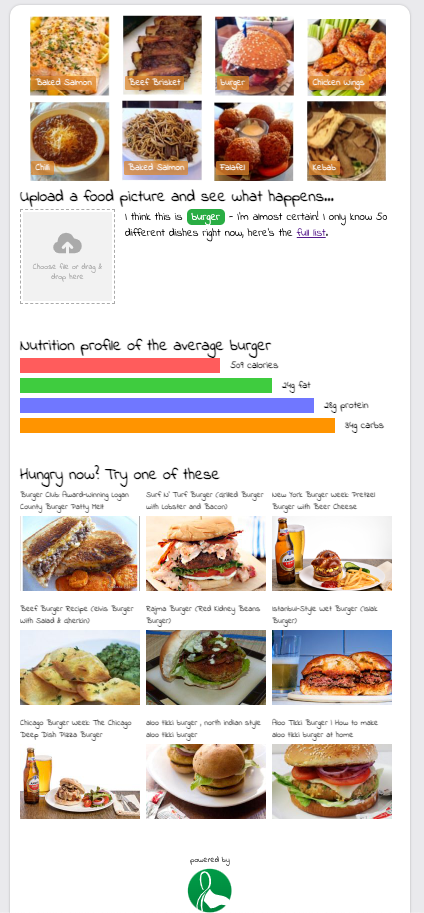 Baked Salmon
Beef Brisket
burger
Chicken Wings
Chilli
Baked Salmon
Falafel
Kebab
Upload a food picture and see what happens...
Choose file or drag &
drop here
I think this is burger - I'm almost certain! I only know 50
different dishes right now, here's the full list.
Nutrition profile of the average burger
509 calories
24g fat
28g protein
34g carbs
Hungry now? Try one of these
Burger Club Award-Winning Logan
County Burger Patty Melt
Surf N' Turf Burger (Grilled Burger
with Lobster and Bacon)
New York Burger Week: Pretzel
Burger with Beer Cheese
Beef Burger Recipe (Elvis Burger
with Salad & Gherkin)
Rajma Burger (Red Kidney Beans
Burger)
Istanbul-Style Wet Burger (Islak
Burger)
Chicago Burger Week: The Chicago
Deep Dish Pizza Burger
aloo tikki burger , north indian style
aloo tikki burger
Aloo Tikki Burger | How to make
aloo tikki burger at home
powered by